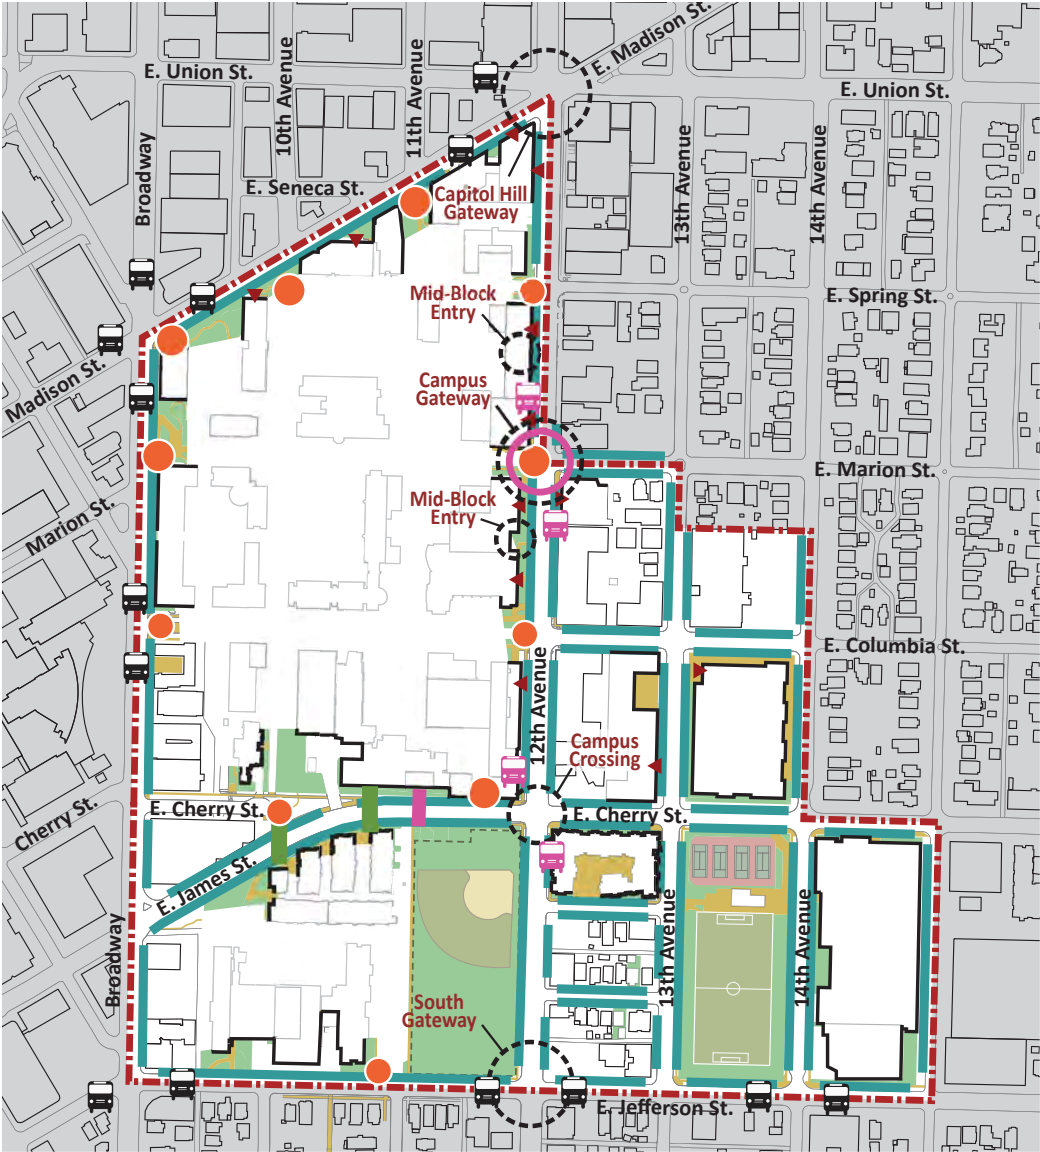 E. Madison St.
E. Union St.
E. Union St.
10th Avenue
11th Avenue
13th Avenue
14th Avenue
Broadway
E. Seneca St.
Capitol Hill
Gateway
Mid-Block
Entry
E. Spring St.
Madison St.
Campus
Gateway
E. Marion St.
Mid-Block
Entry
Marion St.
E. Columbia St.
12th Avenue
Campus
Crossing
Cherry St.
E. Cherry St.
E. Cherry St.
E. James St.
Broadway
13th Avenue
14th Avenue
South
Gateway
E. Jefferson St.